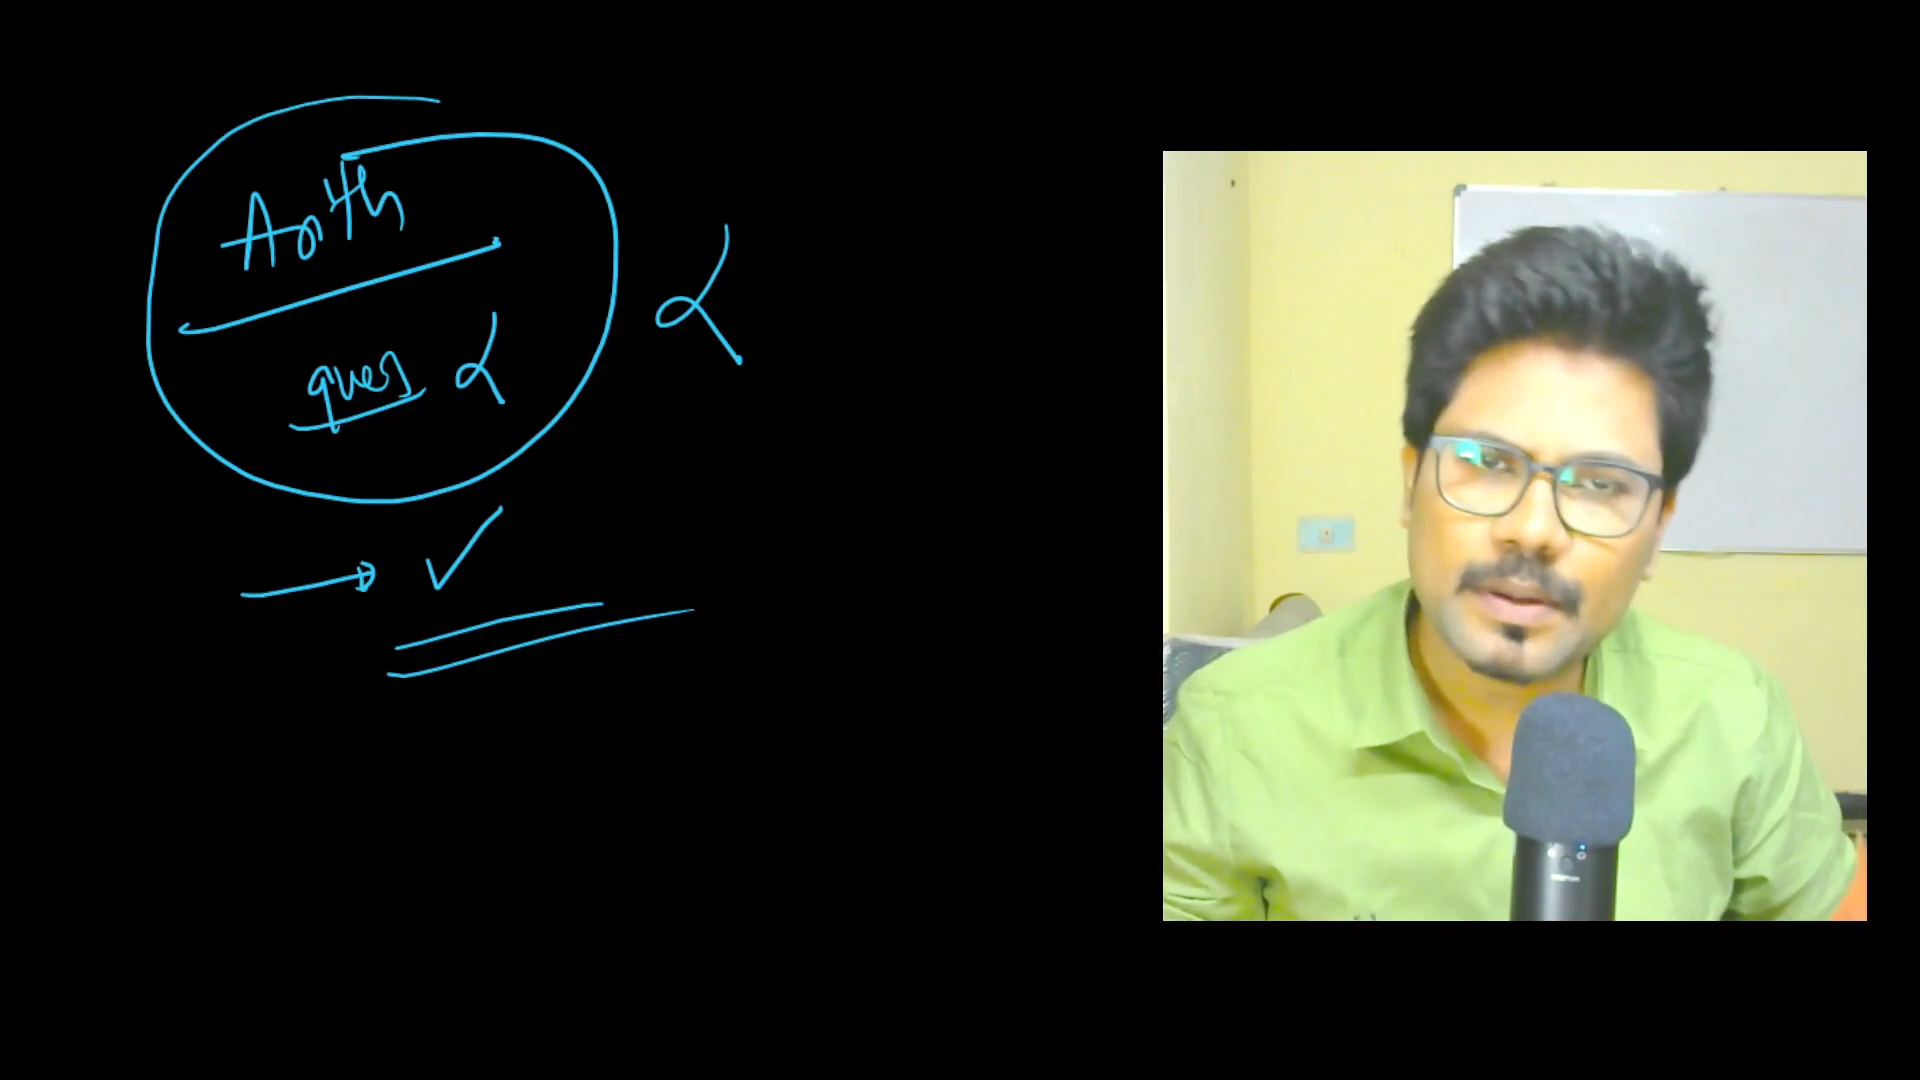 Arith
ques α
α